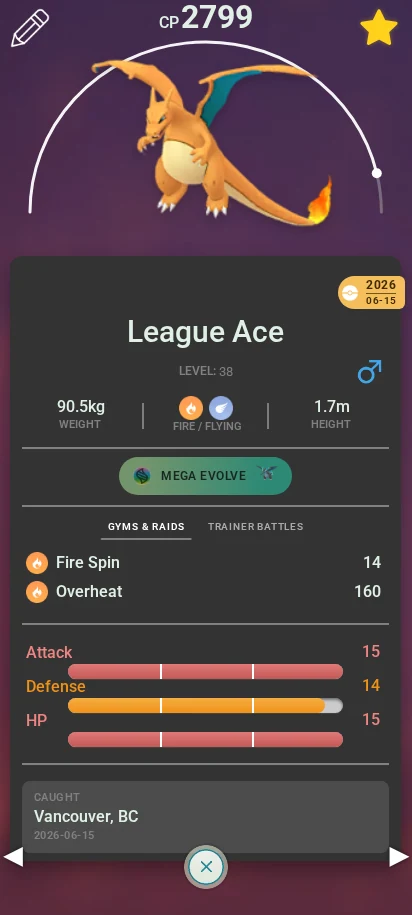 CP 2799
2026
06-15
League Ace
LEVEL: 38
90.5kg
WEIGHT
FIRE / FLYING
1.7m
HEIGHT
MEGA EVOLVE
GYMS & RAIDS TRAINER BATTLES
Fire Spin 14
Overheat 160
Attack 15
Defense 14
HP 15
CAUGHT
Vancouver, BC
2026-06-15